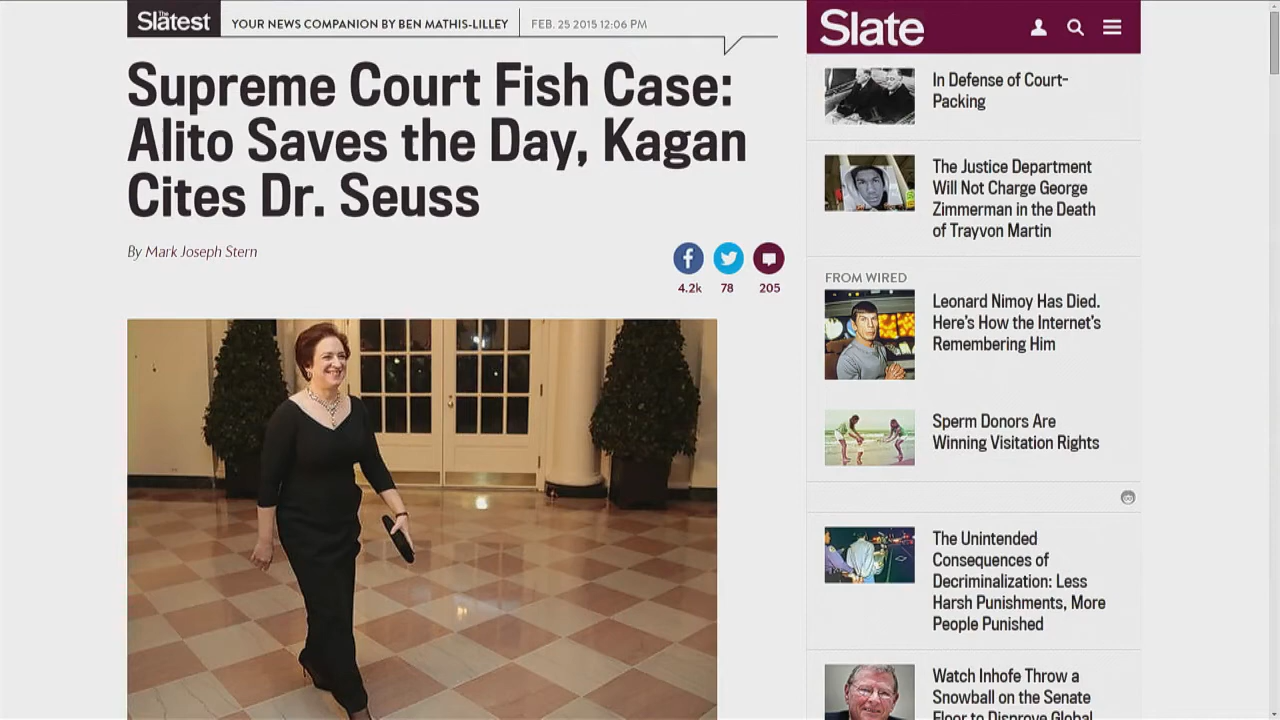 The
Slatest
YOUR NEWS COMPANION BY BEN MATHIS-LILLEY
FEB. 25 2015 12:06 PM
Supreme Court Fish Case:
Alito Saves the Day, Kagan
Cites Dr. Seuss
By Mark Joseph Stern
4.2k
78
205
Slate
In Defense of Court-
Packing
The Justice Department
Will Not Charge George
Zimmerman in the Death
of Trayvon Martin
FROM WIRED
Leonard Nimoy Has Died.
Here's How the Internet's
Remembering Him
Sperm Donors Are
Winning Visitation Rights
The Unintended
Consequences of
Decriminalization: Less
Harsh Punishments, More
People Punished
Watch Inhofe Throw a
Snowball on the Senate
Floor to Disprove Global